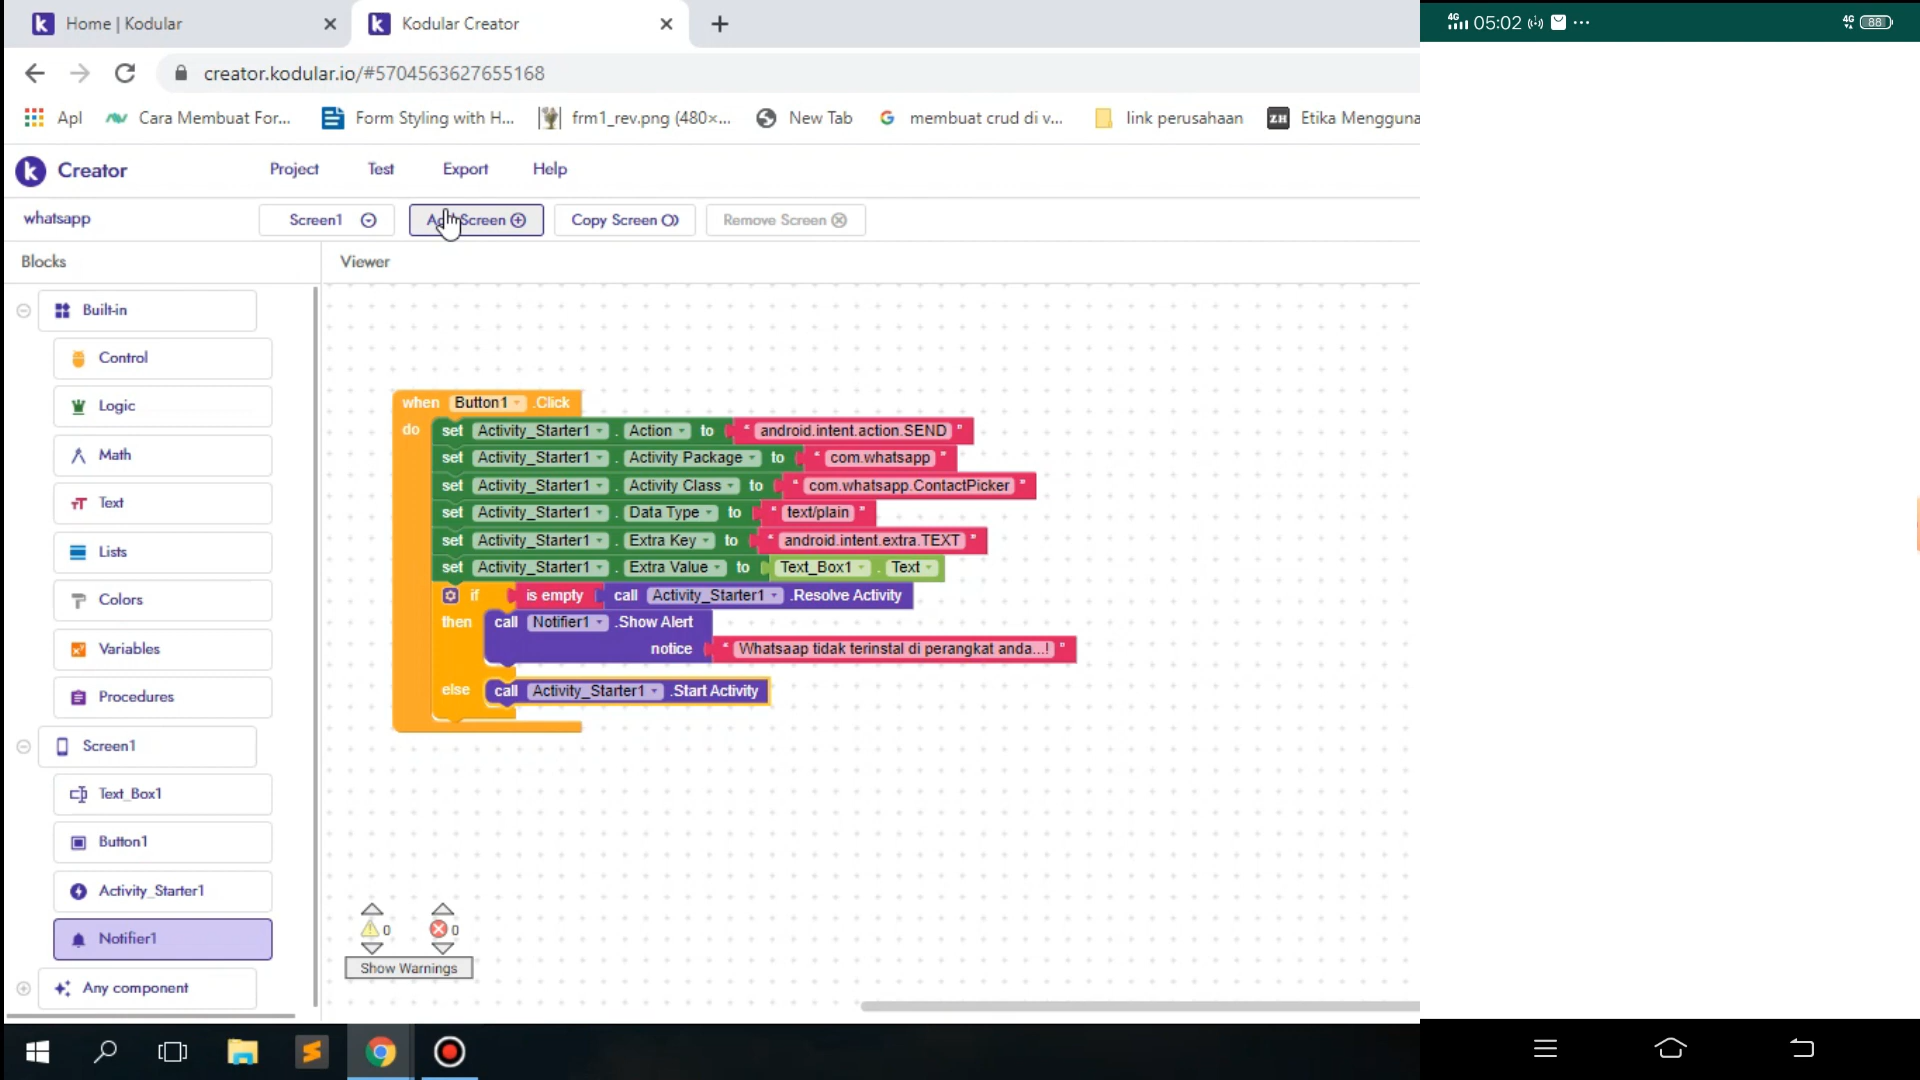 Home | Kodular
Kodular Creator
creator.kodular.io/#5704563627655168
Apl
Cara Membuat For...
Form Styling with H...
frm1_rev.png (480×...
New Tab
membuat crud di v...
link perusahaan
ZH
Etika Mengguna
Creator
Project
Test
Export
Help
whatsapp
Screen1
Screen
Copy Screen
Remove Screen
Blocks
Viewer
Built-in
Control
Logic
Math
Text
Lists
Colors
Variables
Procedures
Screen1
Text_Box1
Button1
Activity_Starter1
Notifier1
Any component
when Button1 .Click
do set Activity_Starter1 . Action to " android.intent.action.SEND "
set Activity_Starter1 . Activity Package to " com.whatsapp "
set Activity_Starter1 . Activity Class to " com.whatsapp.ContactPicker "
set Activity_Starter1 . Data Type to " text/plain "
set Activity_Starter1 . Extra Key to " android.intent.extra.TEXT "
set Activity_Starter1 . Extra Value to Text_Box1 . Text
if is empty call Activity_Starter1 .Resolve Activity
then call Notifier1 .Show Alert
notice " Whatsaap tidak terinstal di perangkat anda...! "
else call Activity_Starter1 .Start Activity
0
0
Show Warnings
4G 05:02
4G 88